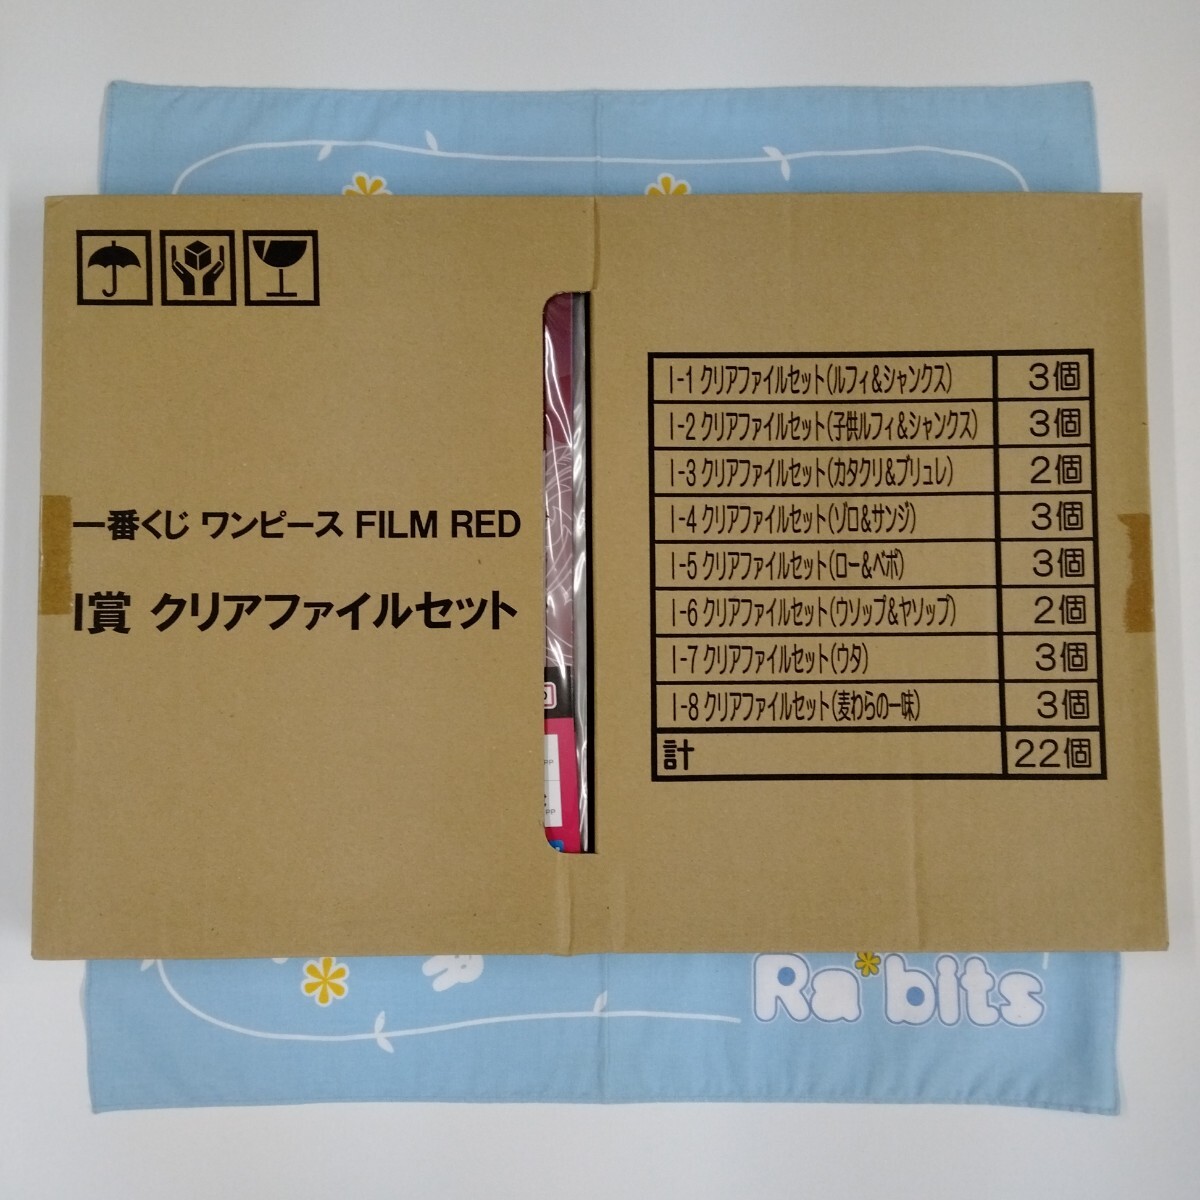 一番くじ ワンピース FILM RED
I賞 クリアファイルセット
I-1 クリアファイルセット(ルフィ&シャンクス) 3個
I-2 クリアファイルセット(子供ルフィ&シャンクス) 3個
I-3 クリアファイルセット(カタクリ&ブリュレ) 2個
I-4 クリアファイルセット(ゾロ&サンジ) 3個
I-5 クリアファイルセット(ロー&ベポ) 3個
I-6 クリアファイルセット(ウソップ&ヤソップ) 2個
I-7 クリアファイルセット(ウタ) 3個
I-8 クリアファイルセット(麦わらの一味) 3個
計 22個
PP
PP
Ra*bits